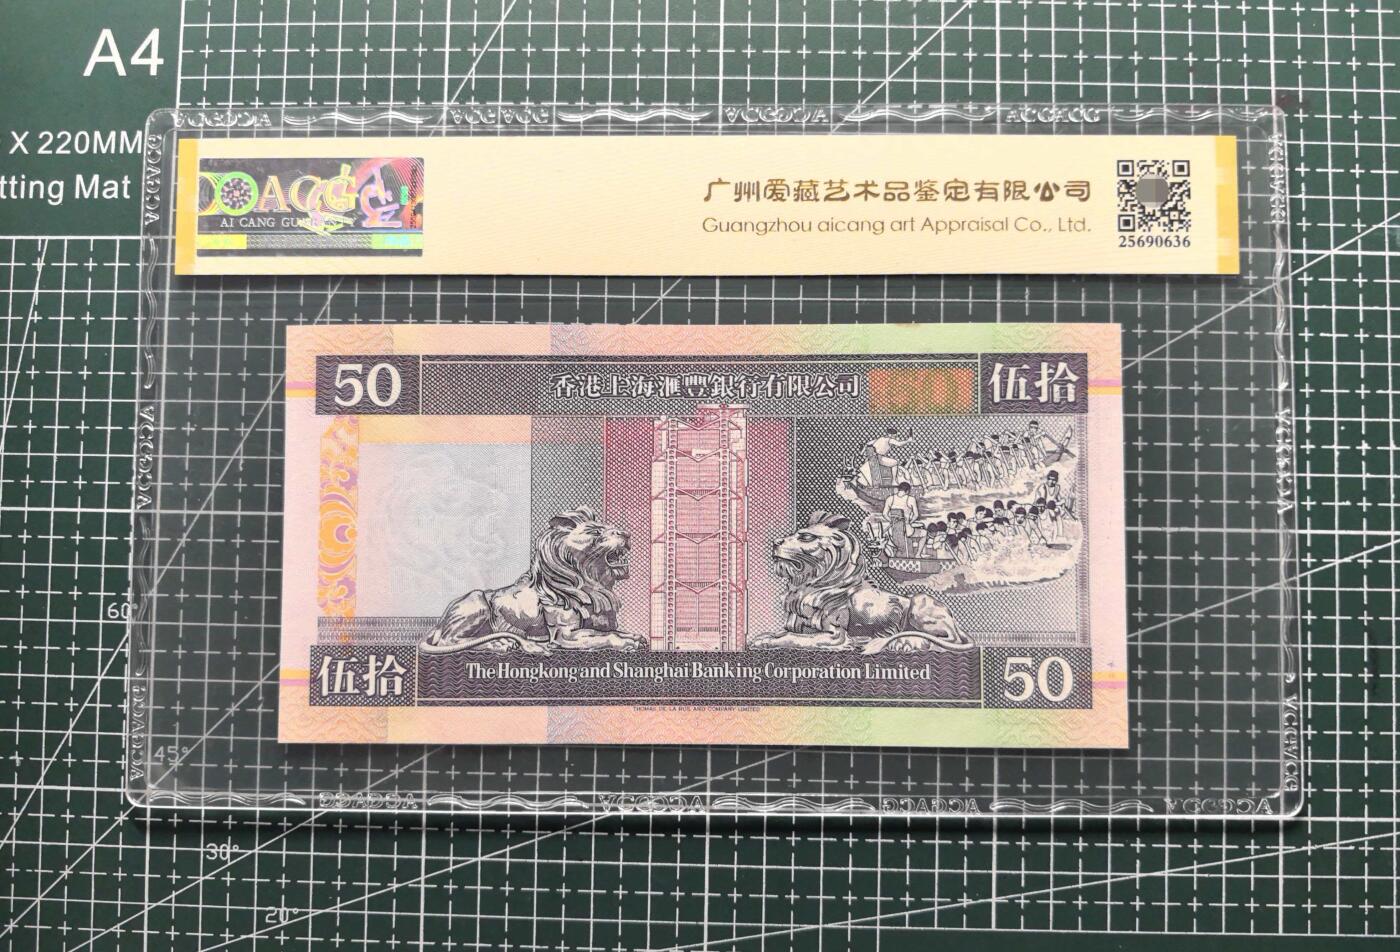 A4
X 220MM
tting Mat
ACG
AI CANG GUARANTY
广州爱藏艺术品鉴定有限公司
Guangzhou aicang art Appraisal Co., Ltd.
25690636
50
香港上海滙豐銀行有限公司
50
伍拾
伍拾
The Hongkong and Shanghai Banking Corporation Limited
50
THOMAS DE LA RUE AND COMPANY LIMITED
60°
45°
30°
20°